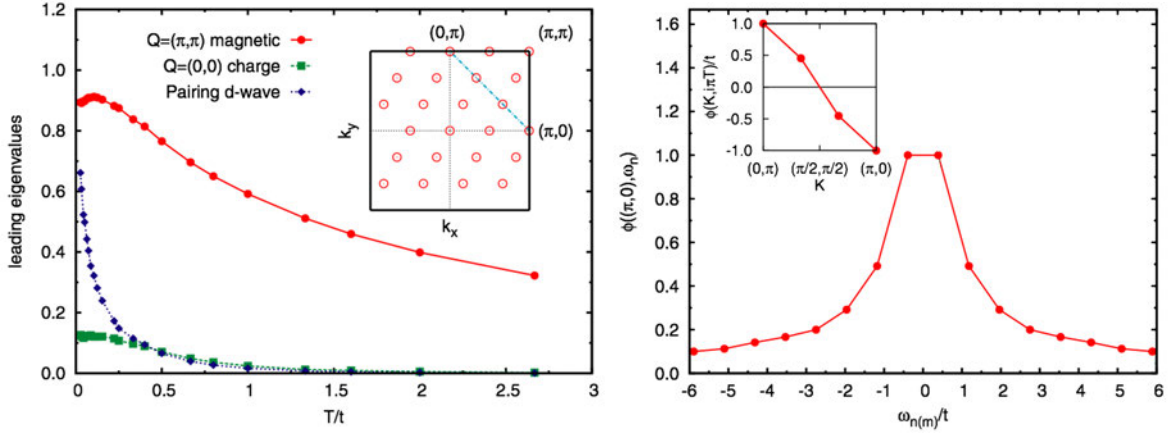 1.2
1.0
0.8
0.6
0.4
0.2
0.0
leading eigenvalues
Q=(π,π) magnetic
Q=(0,0) charge
Pairing d-wave
(0,π)
(π,π)
(π,0)
k_y
k_x
0 0.5 1 1.5 2 2.5 3
T/t
1.6
1.4
1.2
1.0
0.8
0.6
0.4
0.2
0.0
ϕ((π,0),ω_n)
1.0
0.5
0.0
-0.5
-1.0
ϕ(K,iπT)/t
(0,π) (π/2,π/2) (π,0)
K
-6 -5 -4 -3 -2 -1 0 1 2 3 4 5 6
ω_n(m)/t